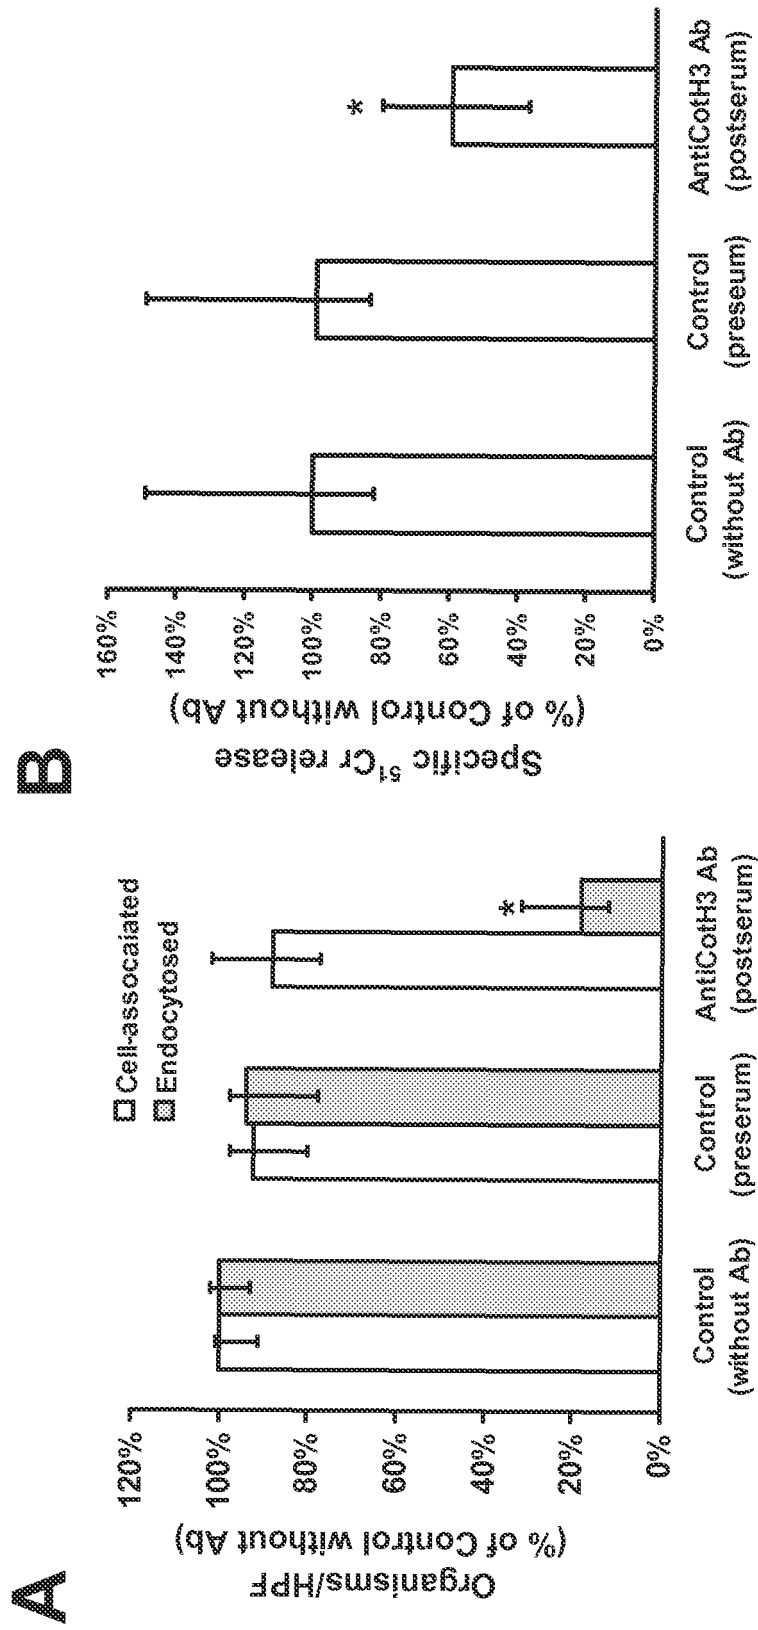 A
Organisms/HPF
(% of Control without Ab)
120%
100%
80%
60%
40%
20%
0%
Cell-assocaiated
Endocytosed
*
Control
(without Ab)
Control
(preserum)
AntiCotH3 Ab
(postserum)
B
Specific ⁵¹Cr release
(% of Control without Ab)
160%
140%
120%
100%
80%
60%
40%
20%
0%
*
Control
(without Ab)
Control
(preseum)
AntiCotH3 Ab
(postserum)